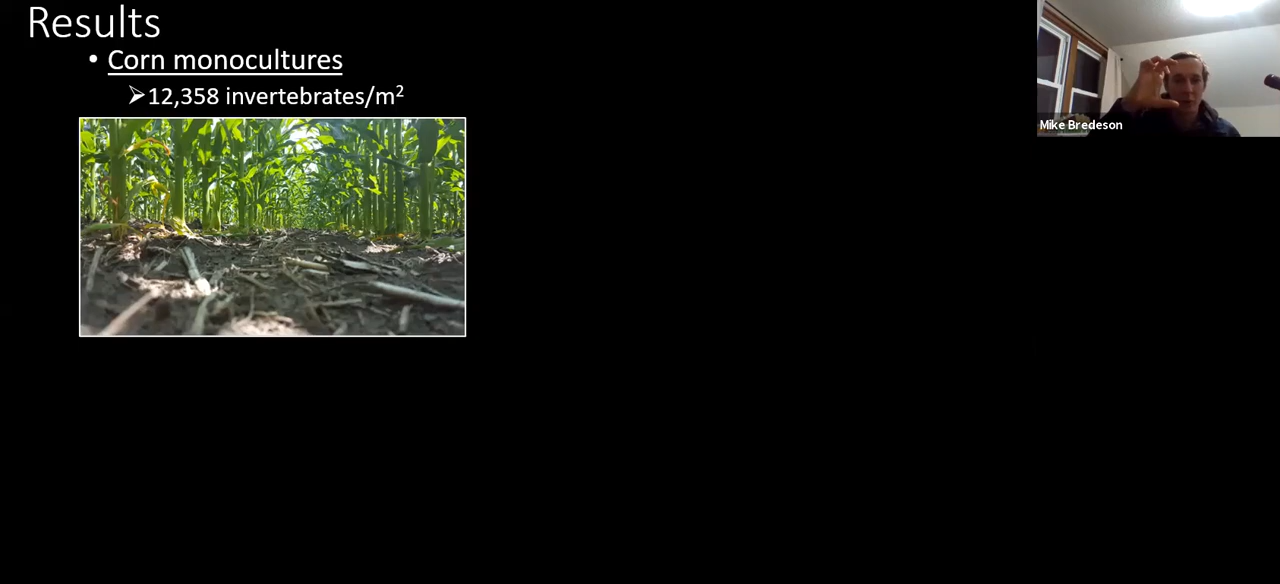 Results
• Corn monocultures
➢12,358 invertebrates/m²
Mike Bredeson